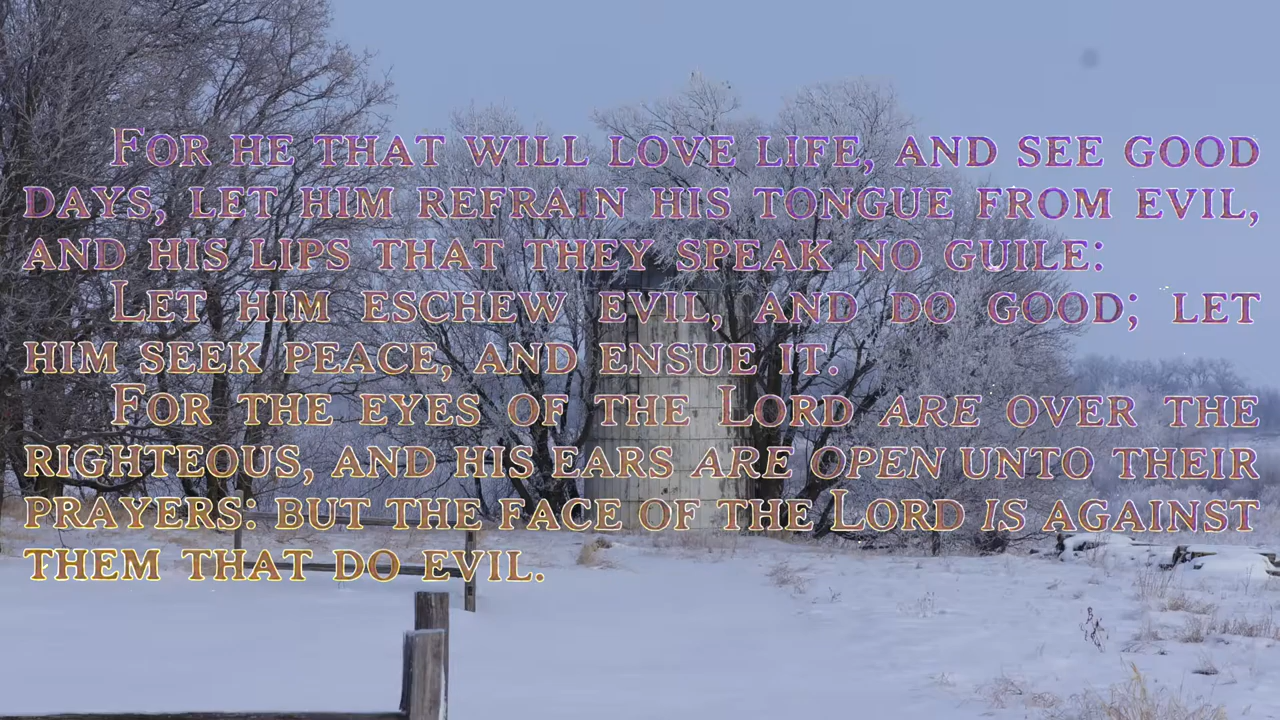 For he that will love life, and see good
days, let him refrain his tongue from evil,
and his lips that they speak no guile:
Let him eschew evil, and do good; let
him seek peace, and ensue it.
For the eyes of the Lord are over the
righteous, and his ears are open unto their
prayers: but the face of the Lord is against
them that do evil.